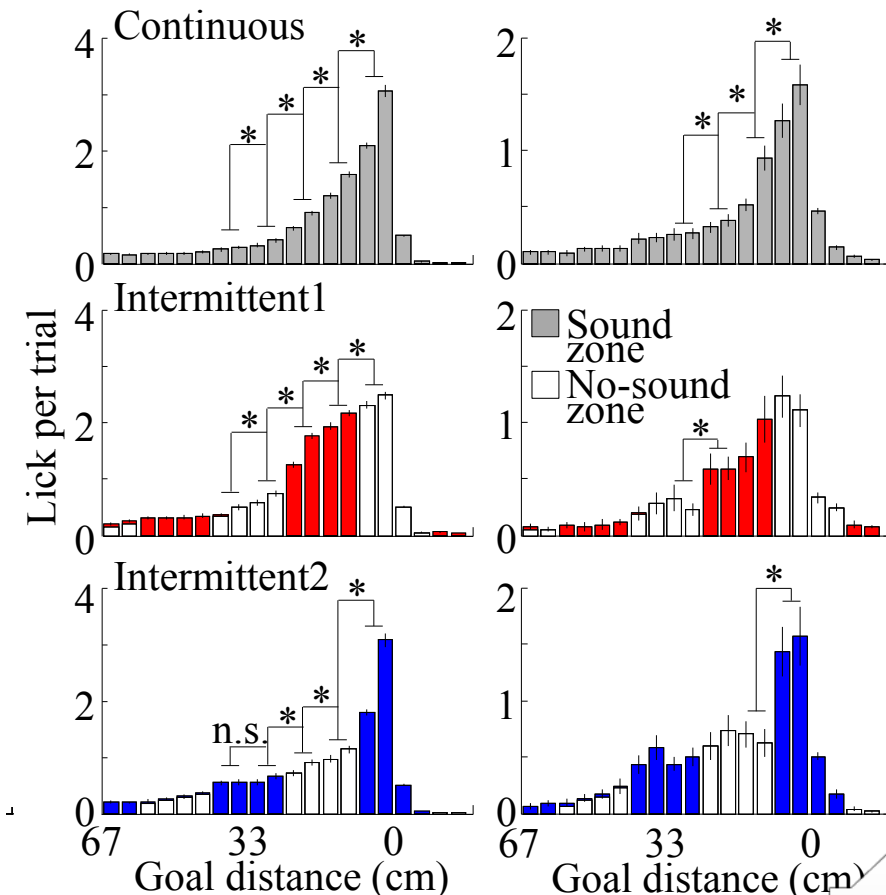 Continuous
4
2
0
* * * *
2
1
0
* * *
Intermittent1
4
2
0
* * * *
2
1
0
*
Sound
zone
No-sound
zone
Lick per trial
Intermittent2
4
2
0
n.s. * * *
2
1
0
*
67 33 0
Goal distance (cm)
67 33 0
Goal distance (cm)